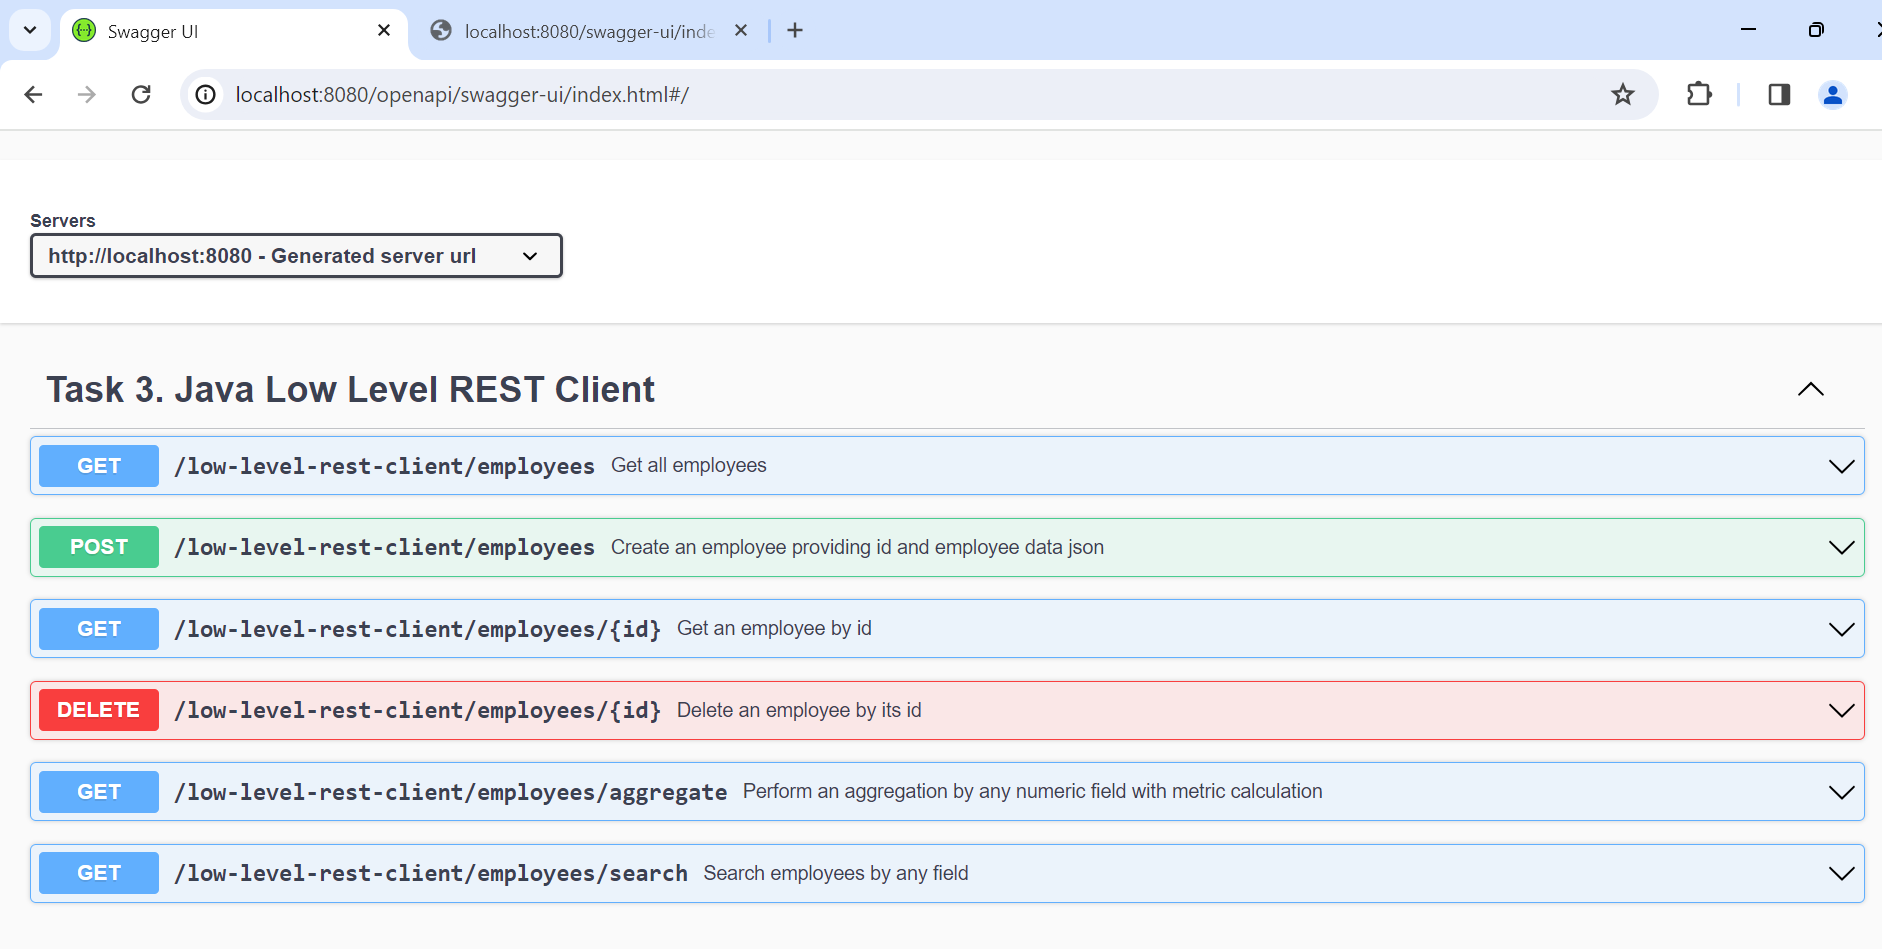 Swagger UI
localhost:8080/swagger-ui/inde
localhost:8080/openapi/swagger-ui/index.html#/
Servers
http://localhost:8080 - Generated server url
Task 3. Java Low Level REST Client
GET /low-level-rest-client/employees Get all employees
POST /low-level-rest-client/employees Create an employee providing id and employee data json
GET /low-level-rest-client/employees/{id} Get an employee by id
DELETE /low-level-rest-client/employees/{id} Delete an employee by its id
GET /low-level-rest-client/employees/aggregate Perform an aggregation by any numeric field with metric calculation
GET /low-level-rest-client/employees/search Search employees by any field